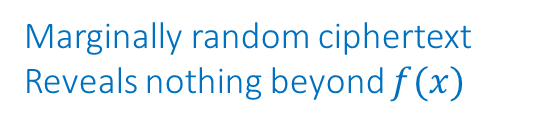 Marginally random ciphertext
Reveals nothing beyond f(x)